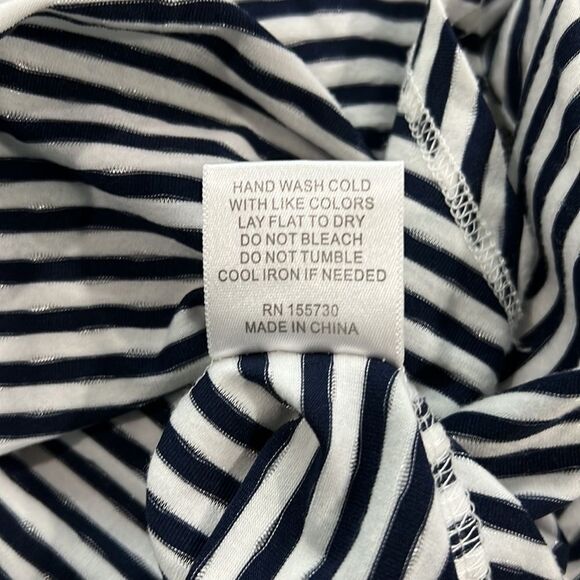 HAND WASH COLD
WITH LIKE COLORS
LAY FLAT TO DRY
DO NOT BLEACH
DO NOT TUMBLE
COOL IRON IF NEEDED
RN 155730
MADE IN CHINA